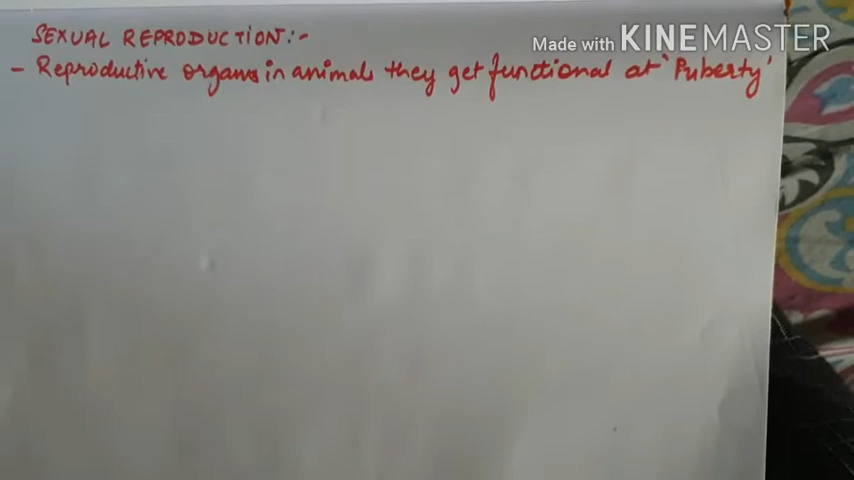 SEXUAL REPRODUCTION:-
Made with KINEMASTER
- Reproductive organs in animals they get functional at 'Puberty'